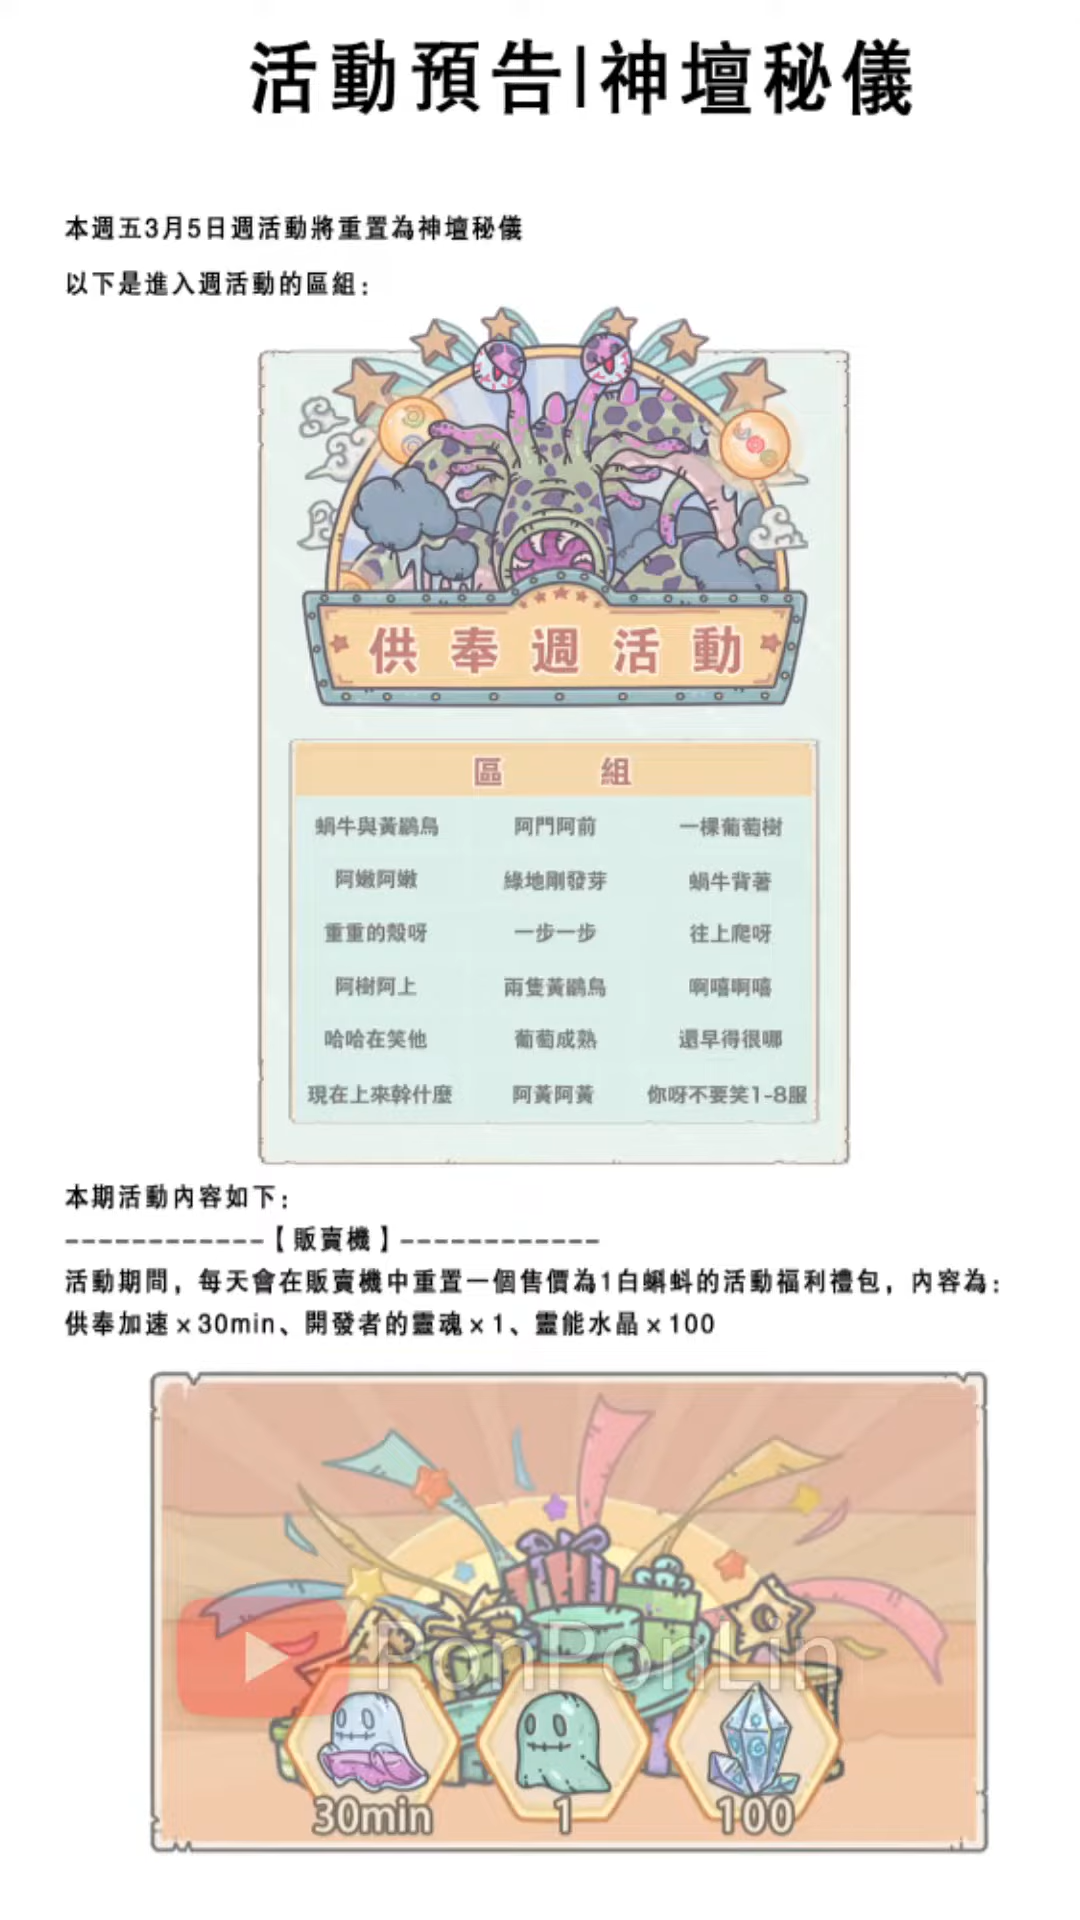 活動預告|神壇秘儀
本週五3月5日週活動將重置為神壇秘儀
以下是進入週活動的區組：
供奉週活動
區 組
蝸牛與黃鸝鳥 阿門阿前 一棵葡萄樹
阿嫩阿嫩 綠地剛發芽 蝸牛背著
重重的殼呀 一步一步 往上爬呀
阿樹阿上 兩隻黃鸝鳥 啊嘻啊嘻
哈哈在笑他 葡萄成熟 還早得很哪
現在上來幹什麼 阿黃阿黃 你呀不要笑1-8服
本期活動內容如下：
------------【販賣機】------------
活動期間，每天會在販賣機中重置一個售價為1白蝌蚪的活動福利禮包，內容為：
供奉加速×30min、開發者的靈魂×1、靈能水晶×100
PonPonLin
30min 1 100